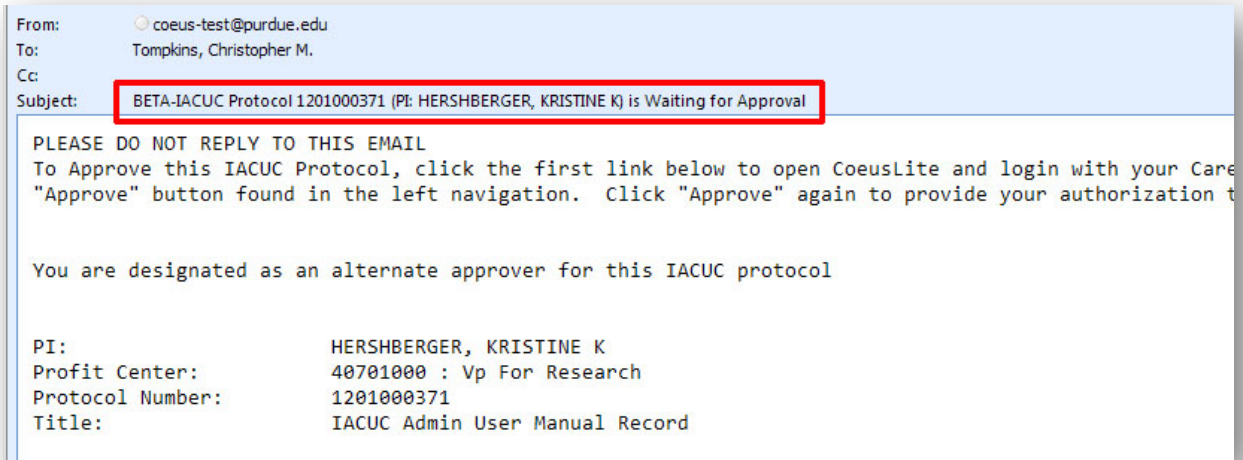 From: coeus-test@purdue.edu
To: Tompkins, Christopher M.
Cc:
Subject: BETA-IACUC Protocol 1201000371 (PI: HERSHBERGER, KRISTINE K) is Waiting for Approval
PLEASE DO NOT REPLY TO THIS EMAIL
To Approve this IACUC Protocol, click the first link below to open CoeusLite and login with your Care
"Approve" button found in the left navigation. Click "Approve" again to provide your authorization t
You are designated as an alternate approver for this IACUC protocol
PI: HERSHBERGER, KRISTINE K
Profit Center: 40701000 : Vp For Research
Protocol Number: 1201000371
Title: IACUC Admin User Manual Record